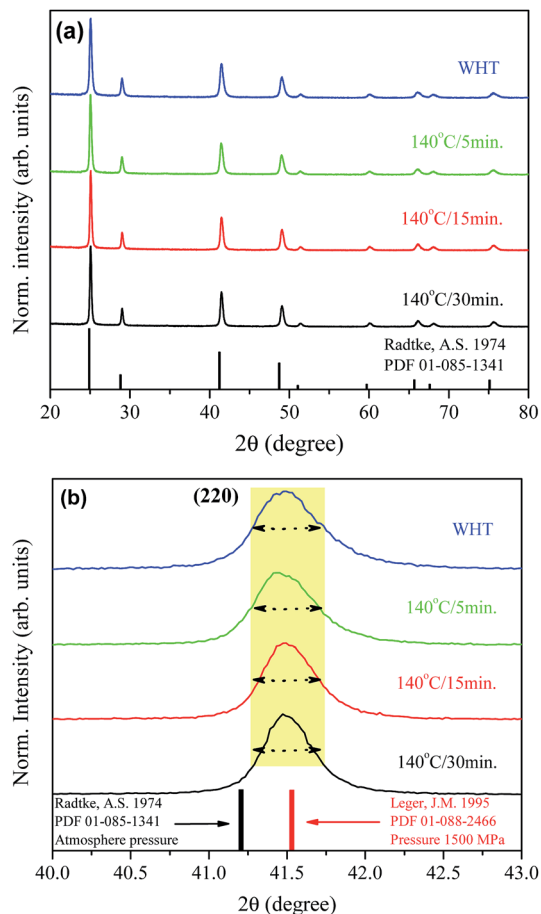 (a)
WHT
140°C/5min.
140°C/15min.
140°C/30min.
Radtke, A.S. 1974
PDF 01-085-1341
Norm. intensity (arb. units)
20 30 40 50 60 70 80
2θ (degree)
(b)
(220)
WHT
140°C/5min.
140°C/15min.
140°C/30min.
Norm. Intensity (arb. units)
Radtke, A.S. 1974
PDF 01-085-1341
Atmosphere pressure
Leger, J.M. 1995
PDF 01-088-2466
Pressure 1500 MPa
40.0 40.5 41.0 41.5 42.0 42.5 43.0
2θ (degree)